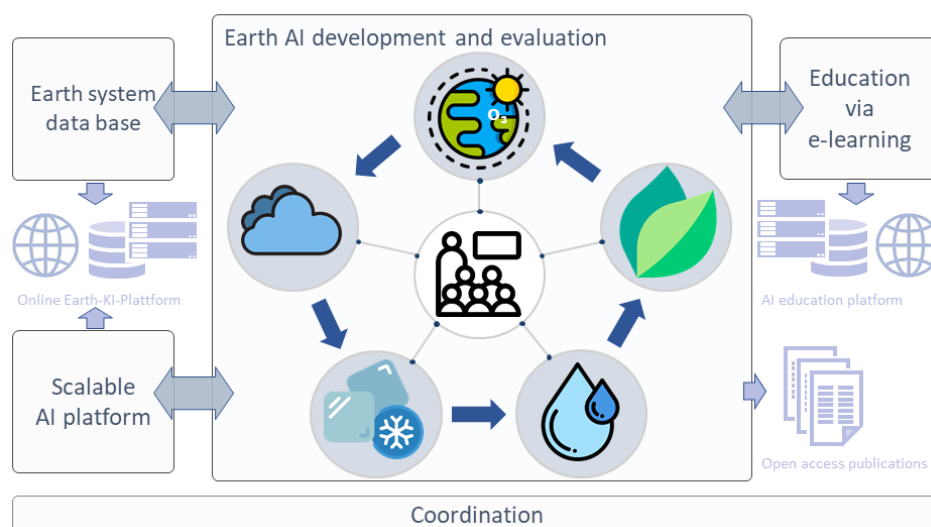 Earth AI development and evaluation
Earth system
data base
Education
via
e-learning
O₃
Online Earth-KI-Plattform
AI education platform
Scalable
AI platform
Open access publications
Coordination